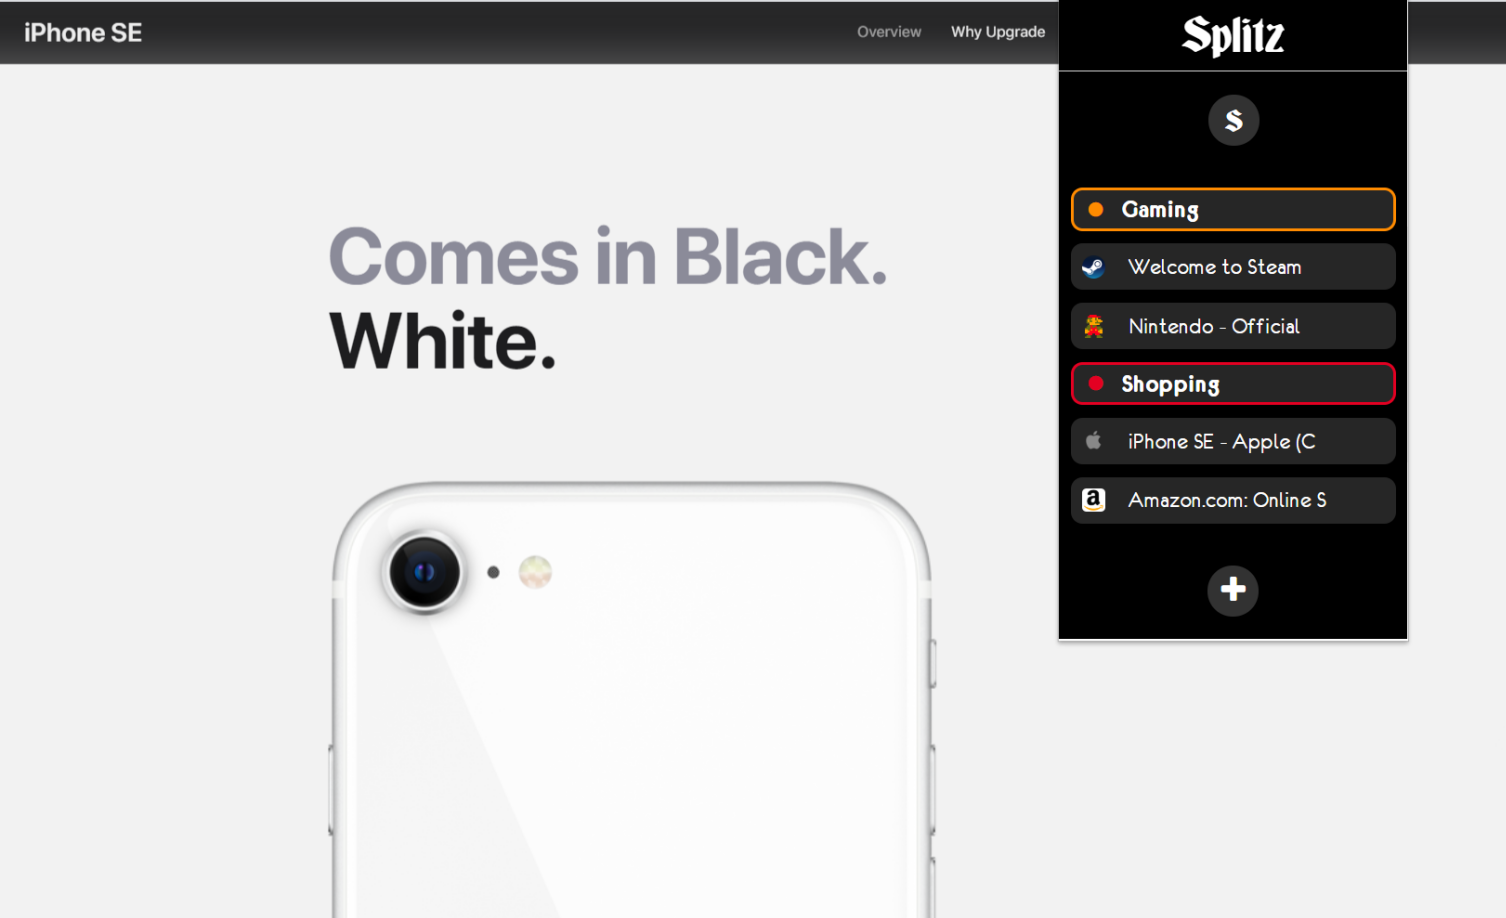 iPhone SE
Overview
Why Upgrade
Comes in Black.
White.
Splitz
S
Gaming
Welcome to Steam
Nintendo - Official
Shopping
iPhone SE - Apple (C
a
Amazon.com: Online S